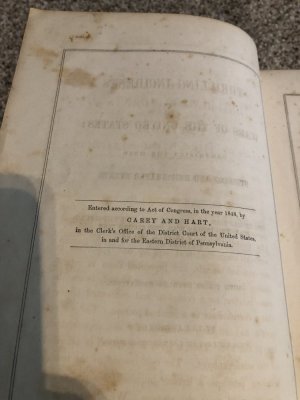 Entered according to Act of Congress, in the year 1848, by
CAREY AND HART,
in the Clerk's Office of the District Court of the United States,
in and for the Eastern District of Pennsylvania.